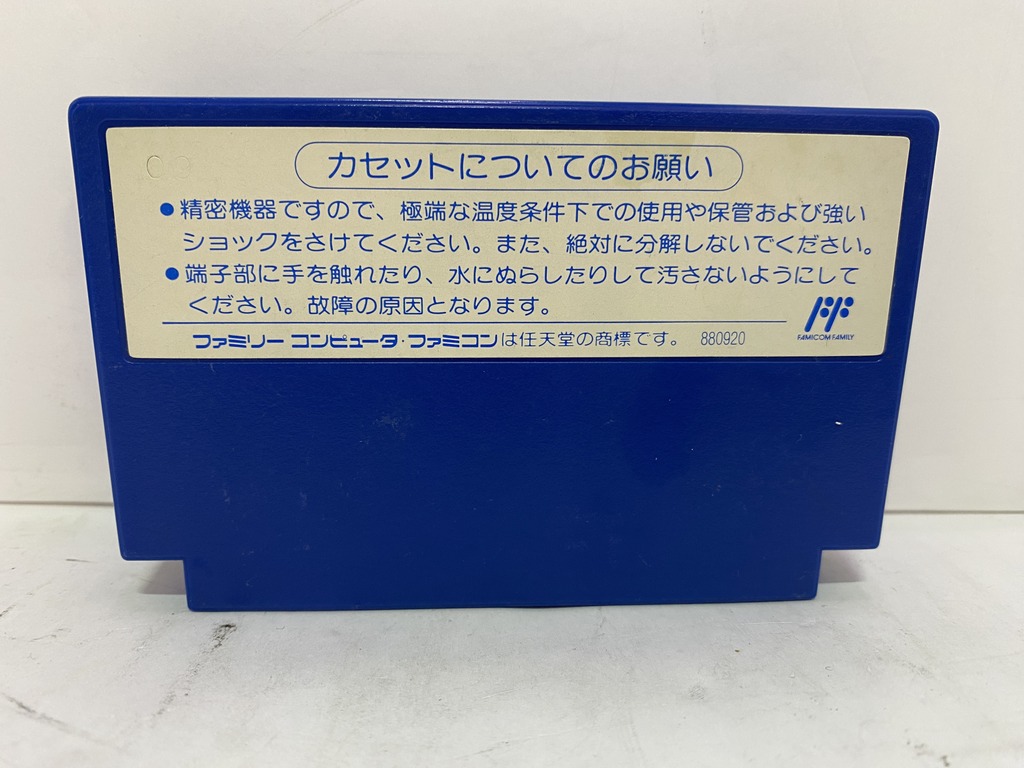 カセットについてのお願い
●精密機器ですので、極端な温度条件下での使用や保管および強い
ショックをさけてください。また、絶対に分解しないでください。
●端子部に手を触れたり、水にぬらしたりして汚さないようにして
ください。故障の原因となります。
FAMICOM FAMILY
ファミリーコンピュータ・ファミコンは任天堂の商標です。 880920